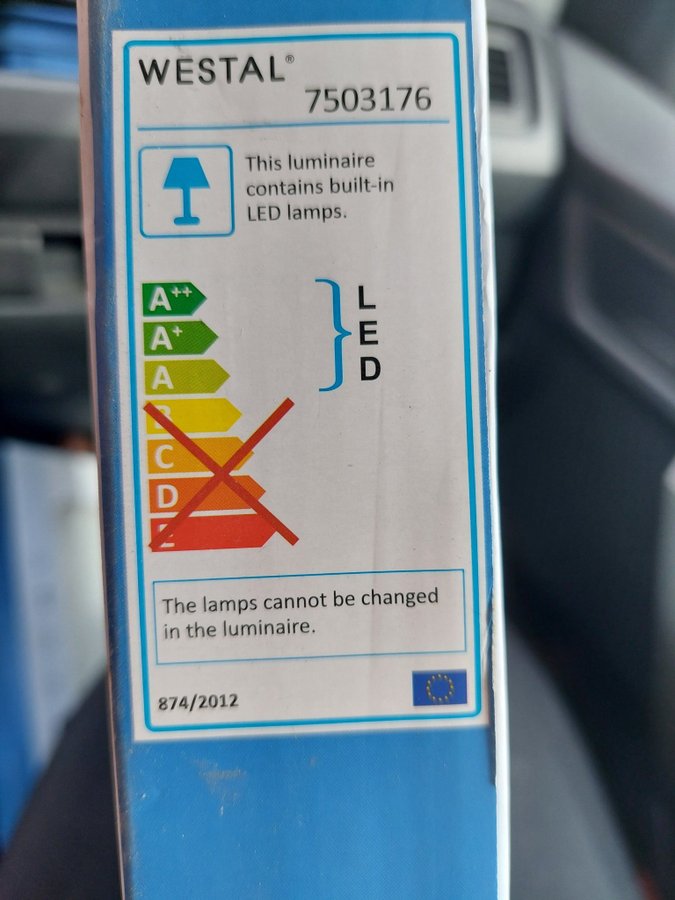 WESTAL®
7503176
This luminaire
contains built-in
LED lamps.
A++
A+
A
B
C
D
E
L
E
D
The lamps cannot be changed
in the luminaire.
874/2012